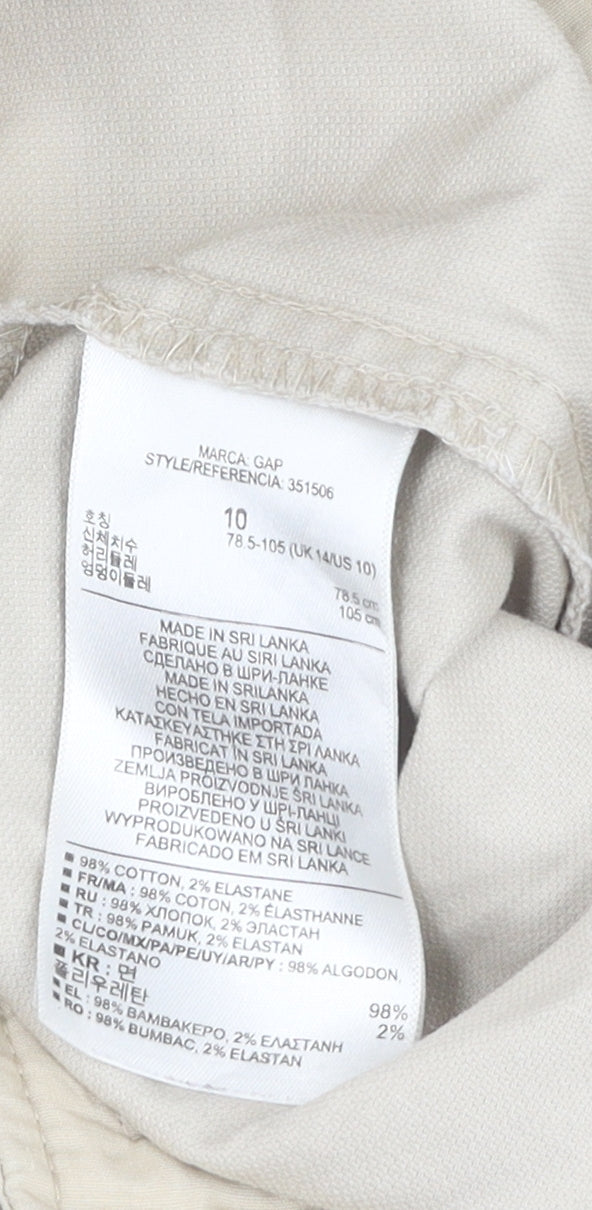 MARCA: GAP
STYLE/REFERENCIA: 351506
호칭 10
신체치수 78.5-105 (UK 14/US 10)
허리둘레 78.5 cm
엉덩이둘레 105 cm
MADE IN SRI LANKA
FABRIQUE AU SIRI LANKA
СДЕЛАНО В ШРИ-ЛАНКЕ
MADE IN SRILANKA
HECHO EN SRI LANKA
CON TELA IMPORTADA
ΚΑΤΑΣΚΕΥΑΣΤΗΚΕ ΣΤΗ ΣΡΙ ΛΑΝΚΑ
FABRICAT IN SRI LANKA
ПРОИЗВЕДЕНО В ШРИ ЛАНКА
ZEMLJA PROIZVODNJE ŠRI LANKA
ВИРОБЛЕНО У ШРІ-ЛАНЦІ
PROIZVEDENO U ŠRI LANKI
WYPRODUKOWANO NA SRI LANCE
FABRICADO EM SRI LANKA
98% COTTON, 2% ELASTANE
FR/MA : 98% COTON, 2% ÉLASTHANNE
RU : 98% ХЛОПОК, 2% ЭЛАСТАН
TR : 98% PAMUK, 2% ELASTAN
CL/CO/MX/PA/PE/UY/AR/PY : 98% ALGODON,
2% ELASTANO
KR : 면 98%
폴리우레탄 2%
EL : 98% ΒΑΜΒΑΚΕΡΟ, 2% ΕΛΑΣΤΑΝΗ
RO : 98% BUMBAC, 2% ELASTAN